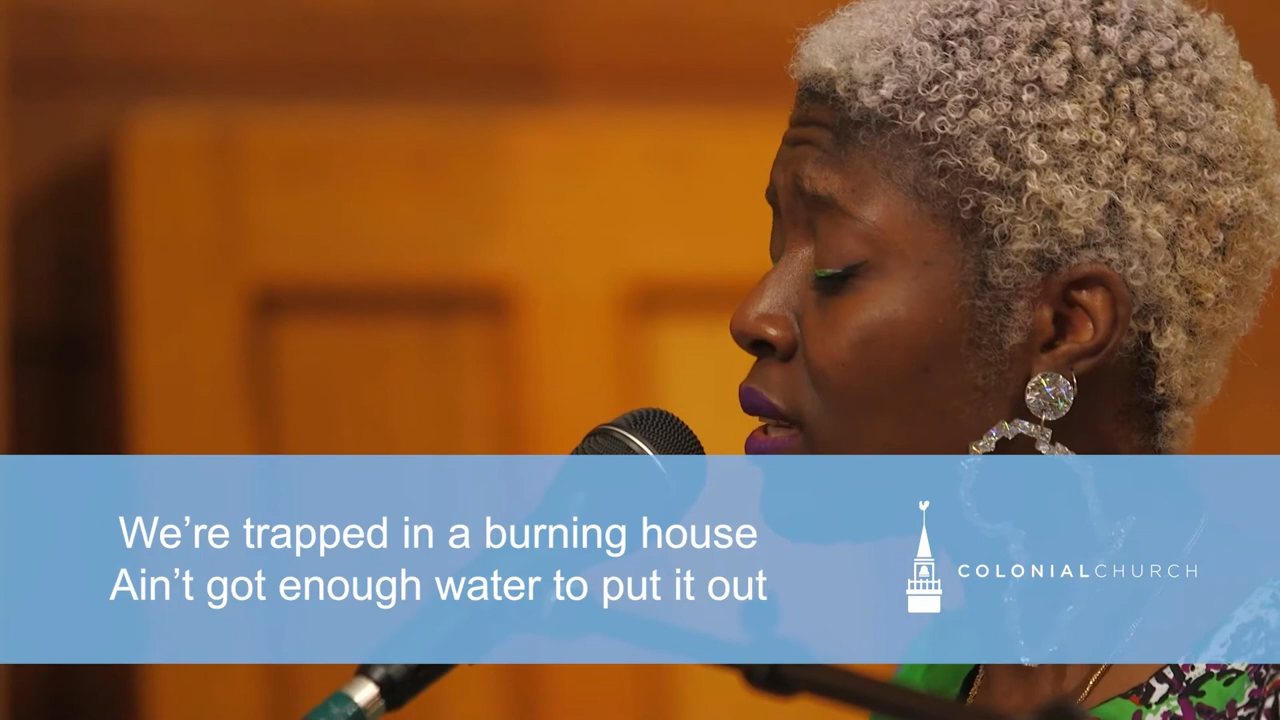 We’re trapped in a burning house
Ain’t got enough water to put it out
COLONIALCHURCH